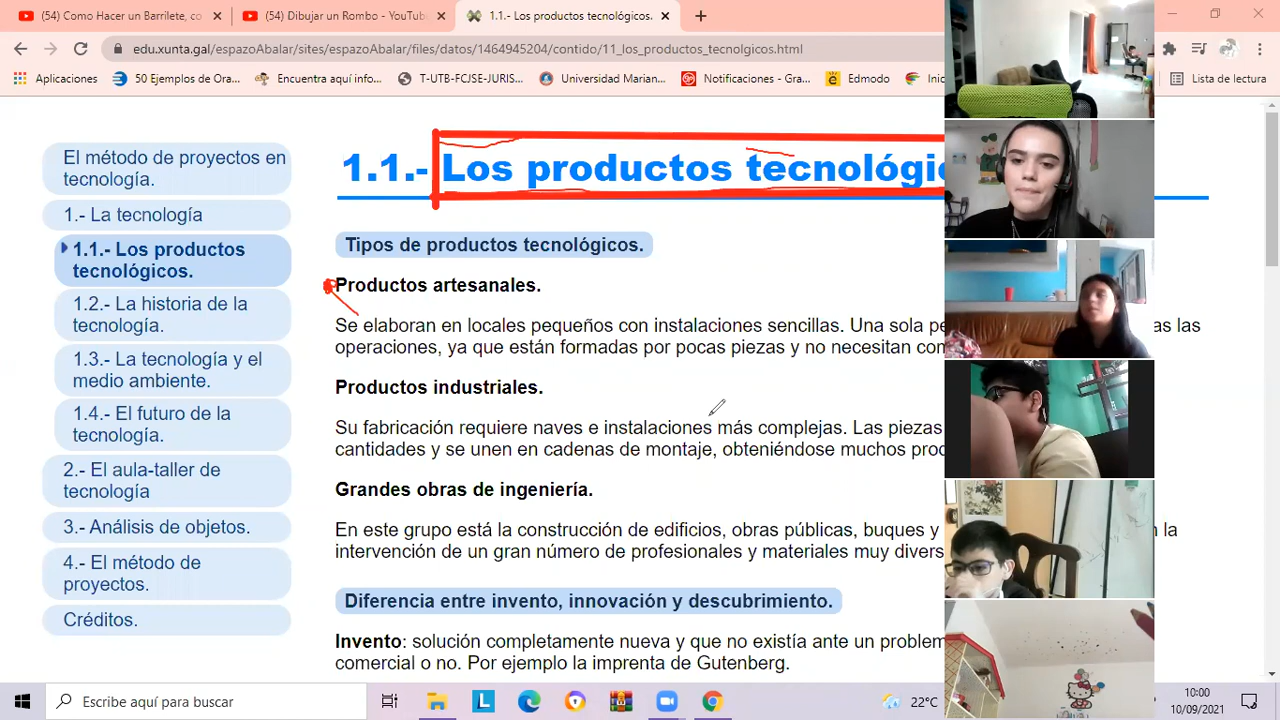 (54) Como Hacer un Barrilete, co
(54) Dibujar un Rombo - YouTube
1.1.- Los productos tecnológicos.
edu.xunta.gal/espazoAbalar/sites/espazoAbalar/files/datos/1464945204/contido/11_los_productos_tecnolgicos.html
Aplicaciones
50 Ejemplos de Ora...
Encuentra aquí info...
T-UTB-FCJSE-JURIS...
Universidad Marian...
Notificaciones - Gra...
Edmodo
Inic
Lista de lectura
El método de proyectos en
tecnología.
1.- La tecnología
1.1.- Los productos
tecnológicos.
1.2.- La historia de la
tecnología.
1.3.- La tecnología y el
medio ambiente.
1.4.- El futuro de la
tecnología.
2.- El aula-taller de
tecnología
3.- Análisis de objetos.
4.- El método de
proyectos.
Créditos.
1.1.- Los productos tecnológic
Tipos de productos tecnológicos.
Productos artesanales.
Se elaboran en locales pequeños con instalaciones sencillas. Una sola pe as las
operaciones, ya que están formadas por pocas piezas y no necesitan con
Productos industriales.
Su fabricación requiere naves e instalaciones más complejas. Las piezas
cantidades y se unen en cadenas de montaje, obteniéndose muchos prod
Grandes obras de ingeniería.
En este grupo está la construcción de edificios, obras públicas, buques y n la
intervención de un gran número de profesionales y materiales muy divers
Diferencia entre invento, innovación y descubrimiento.
Invento: solución completamente nueva y que no existía ante un problem
comercial o no. Por ejemplo la imprenta de Gutenberg.
Escribe aquí para buscar
L
22°C
10:00
10/09/2021